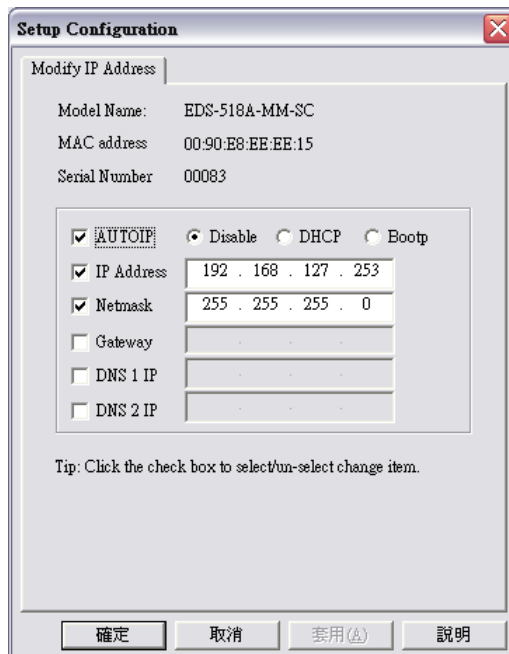 Setup Configuration
Modify IP Address
Model Name: EDS-518A-MM-SC
MAC address 00:90:E8:EE:EE:15
Serial Number 00083
AUTOIP Disable DHCP Bootp
IP Address 192 . 168 . 127 . 253
Netmask 255 . 255 . 255 . 0
Gateway . . .
DNS 1 IP . . .
DNS 2 IP . . .
Tip: Click the check box to select/un-select change item.
確定 取消 套用(A) 說明